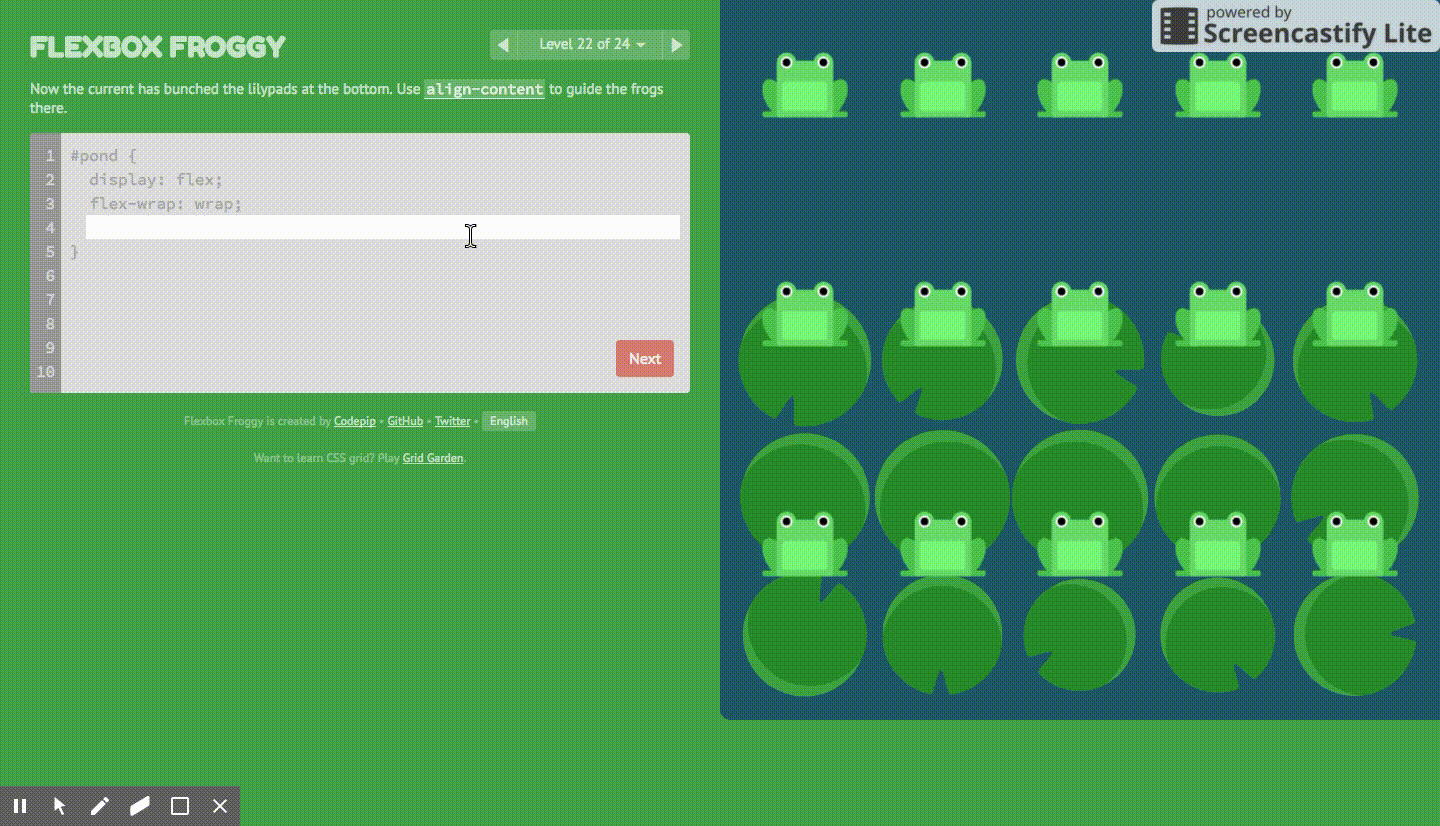 powered by
Screencastify Lite
FLEXBOX FROGGY
Level 22 of 24
Now the current has bunched the lilypads at the bottom. Use align-content to guide the frogs
there.
1 #pond {
2 display: flex;
3 flex-wrap: wrap;
4
5 }
6
7
8
9
10
Next
Flexbox Froggy is created by Codepip • GitHub • Twitter • English
Want to learn CSS grid? Play Grid Garden.